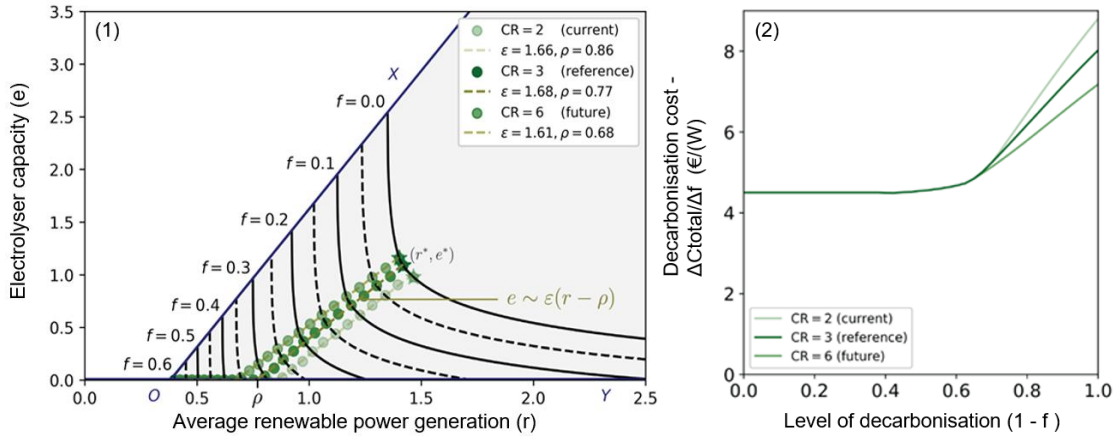 (1)
CR = 2 (current)
ε = 1.66, ρ = 0.86
CR = 3 (reference)
ε = 1.68, ρ = 0.77
CR = 6 (future)
ε = 1.61, ρ = 0.68
X
f = 0.0
f = 0.1
f = 0.2
f = 0.3
f = 0.4
f = 0.5
f = 0.6
(r*, e*)
e ∼ ε(r − ρ)
3.5
3.0
2.5
2.0
1.5
1.0
0.5
0.0
Electrolyser capacity (e)
O
ρ
Y
0.0 0.5 1.0 1.5 2.0 2.5
Average renewable power generation (r)
(2)
8
6
4
2
0
Decarbonisation cost -
ΔCtotal/Δf (€/(W)
CR = 2 (current)
CR = 3 (reference)
CR = 6 (future)
0.0 0.2 0.4 0.6 0.8 1.0
Level of decarbonisation (1 - f )